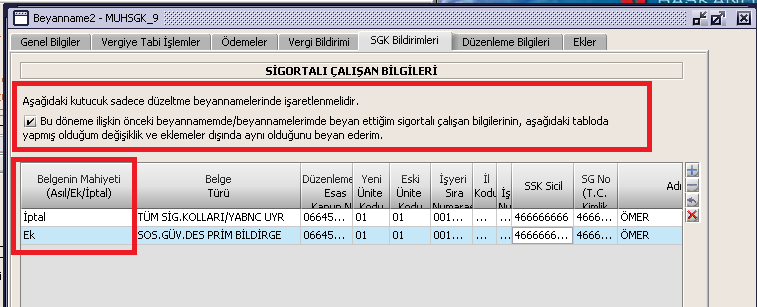 BAŞKANL
Beyanname2 - MUHSGK_9
Genel Bilgiler Vergiye Tabi İşlemler Ödemeler Vergi Bildirimi SGK Bildirimleri Düzenleme Bilgileri Ekler
SİGORTALI ÇALIŞAN BİLGİLERİ
Aşağıdaki kutucuk sadece düzeltme beyannamelerinde işaretlenmelidir.
Bu döneme ilişkin önceki beyannamemde/beyannamelerimde beyan ettiğim sigortalı çalışan bilgilerinin, aşağıdaki tabloda
yapmış olduğum değişiklik ve eklemeler dışında aynı olduğunu beyan ederim.
Belgenin Mahiyeti (Asıl/Ek/İptal) Belge Türü Düzenleme Esas Kanun N Yeni Ünite Kodu Eski Ünite Kodu İşyeri Sıra Numaras İl Kodu İş Nu SSK Sicil SG No (T.C. Kimlik Adı
İptal TÜM SİG.KOLLARI/YABNC UYR 06645... 01 01 001... ... ... 466666666 4666... ÖMER
Ek SOS.GÜV.DES PRİM BİLDİRGE 06645... 01 01 001... ... ... 4666666... 4666... ÖMER